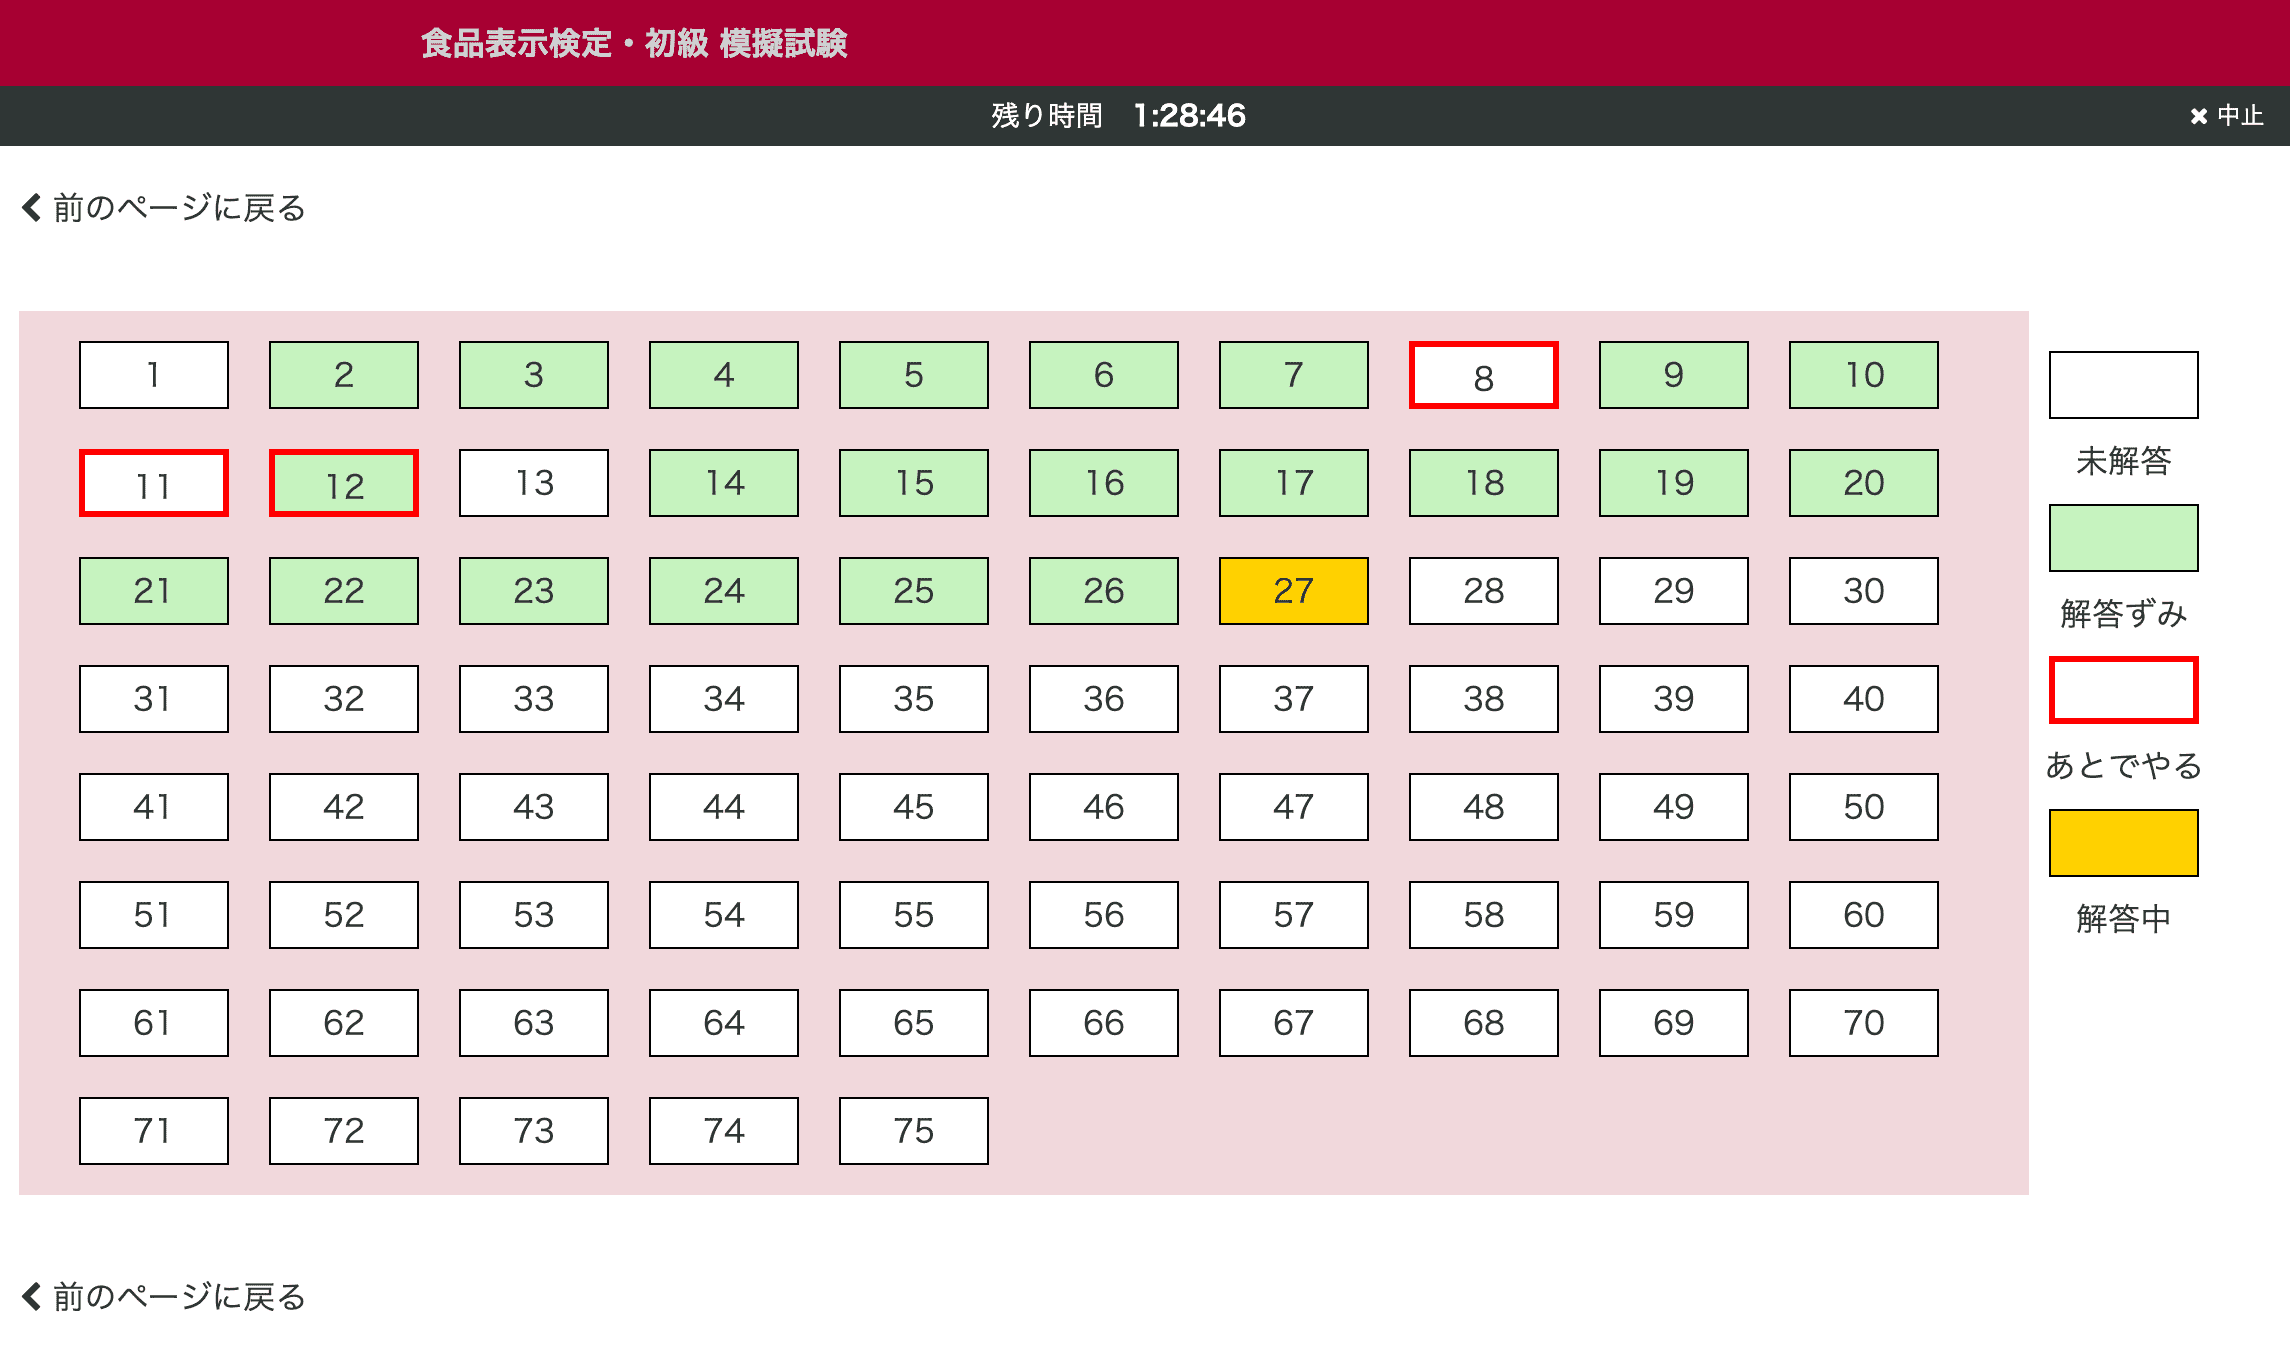 食品表示検定・初級 模擬試験
残り時間 1:28:46
✖ 中止
前のページに戻る
1 2 3 4 5 6 7 8 9 10
11 12 13 14 15 16 17 18 19 20
21 22 23 24 25 26 27 28 29 30
31 32 33 34 35 36 37 38 39 40
41 42 43 44 45 46 47 48 49 50
51 52 53 54 55 56 57 58 59 60
61 62 63 64 65 66 67 68 69 70
71 72 73 74 75
未解答
解答ずみ
あとでやる
解答中
前のページに戻る